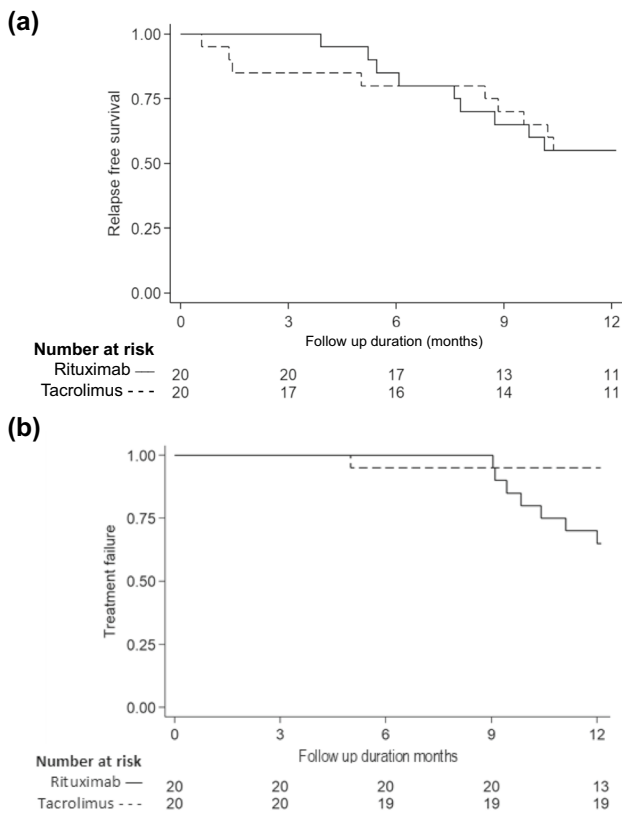 (a)
1.00
0.75
0.50
0.25
0.00
Relapse free survival
0 3 6 9 12
Follow up duration (months)
Number at risk
Rituximab — 20 20 17 13 11
Tacrolimus - - - 20 17 16 14 11
(b)
1.00
0.75
0.50
0.25
0.00
Treatment failure
0 3 6 9 12
Follow up duration months
Number at risk
Rituximab — 20 20 20 20 13
Tacrolimus - - - 20 20 19 19 19